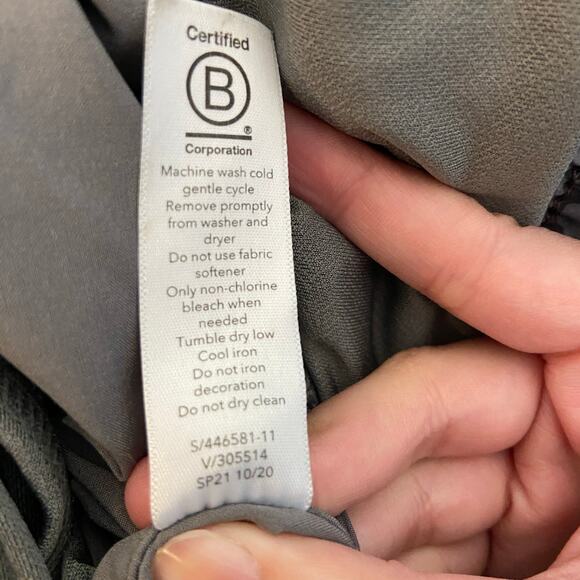 Certified
B
®
Corporation
Machine wash cold
gentle cycle
Remove promptly
from washer and
dryer
Do not use fabric
softener
Only non-chlorine
bleach when
needed
Tumble dry low
Cool iron
Do not iron
decoration
Do not dry clean
S/446581-11
V/305514
SP21 10/20